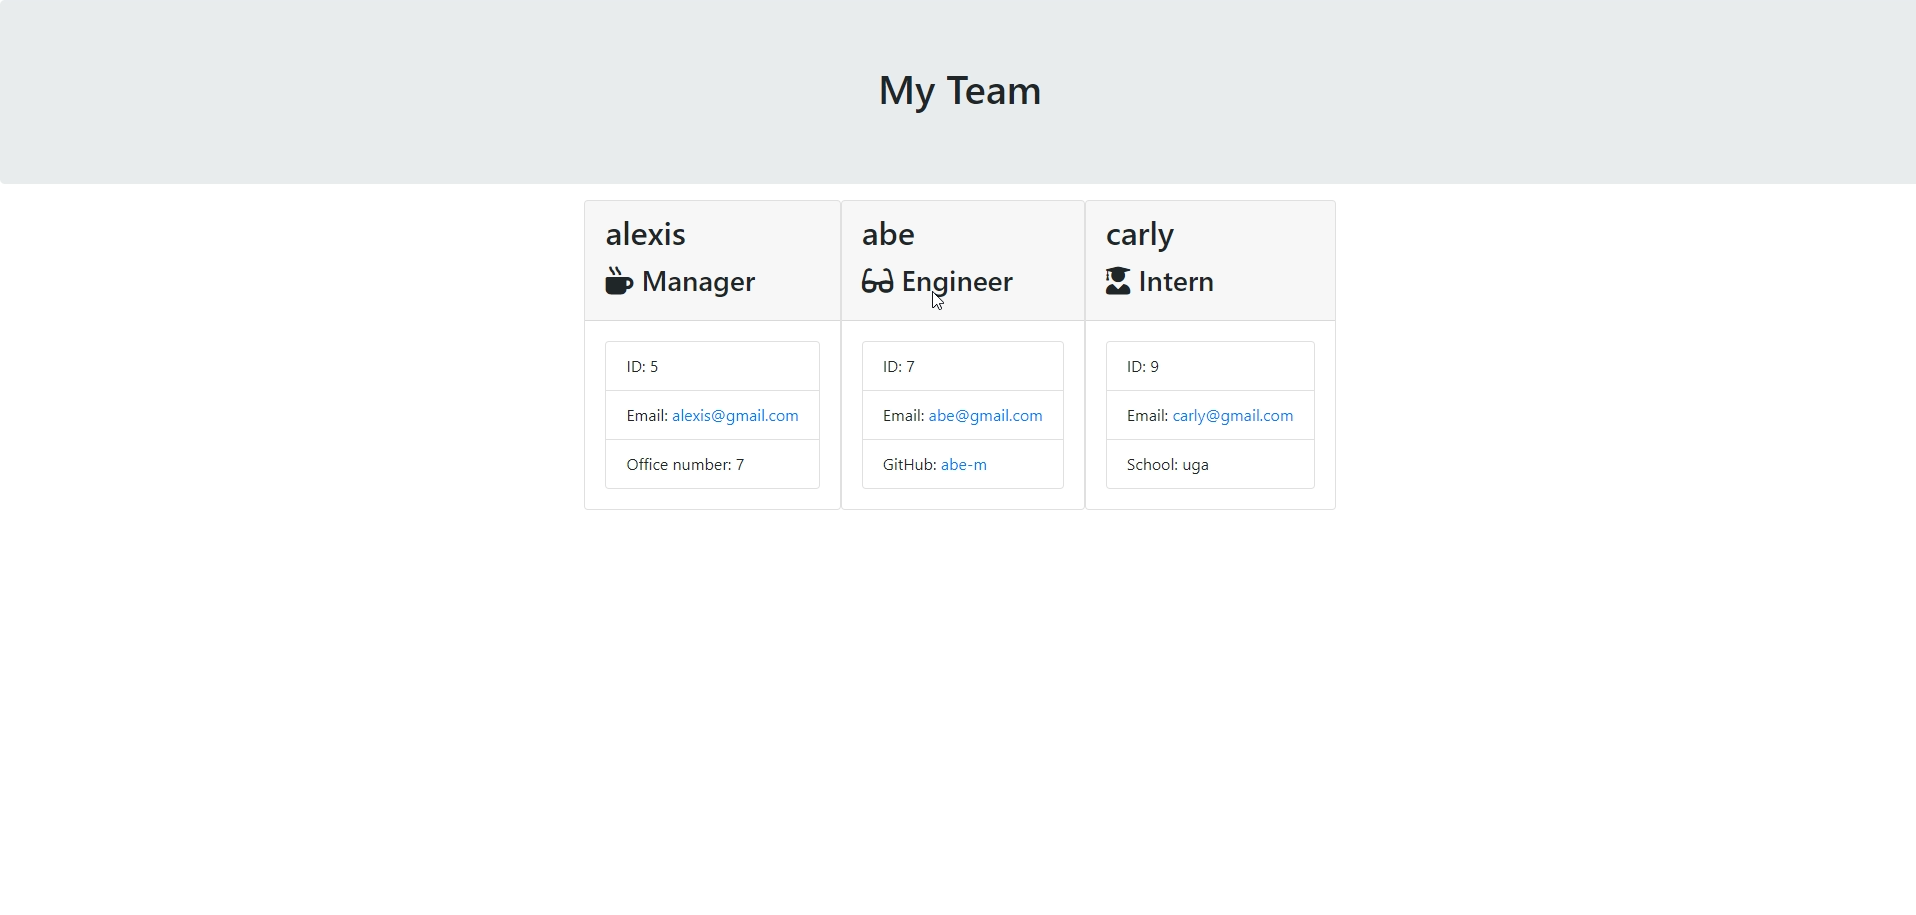 My Team
alexis
Manager
ID: 5
Email: alexis@gmail.com
Office number: 7
abe
Engineer
ID: 7
Email: abe@gmail.com
GitHub: abe-m
carly
Intern
ID: 9
Email: carly@gmail.com
School: uga